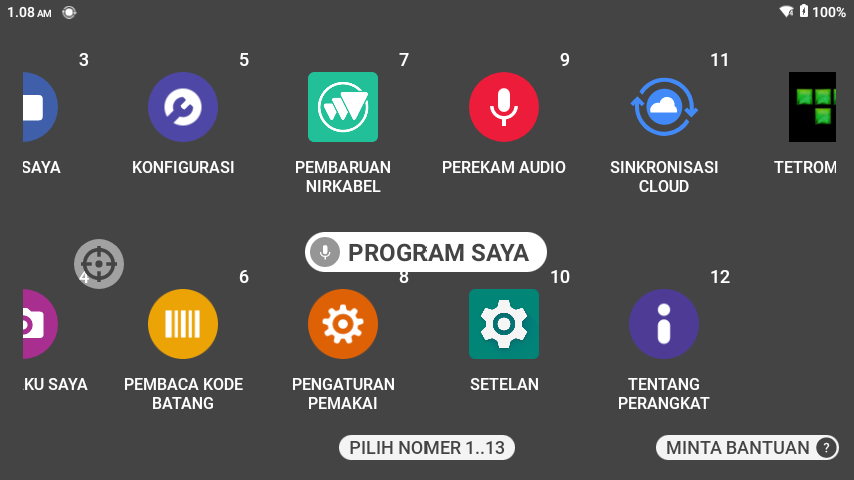 1.08 AM
100%
3
5
7
9
11
SAYA
KONFIGURASI
PEMBARUAN
NIRKABEL
PEREKAM AUDIO
SINKRONISASI
CLOUD
TETROM
PROGRAM SAYA
4
6
8
10
12
KU SAYA
PEMBACA KODE
BATANG
PENGATURAN
PEMAKAI
SETELAN
TENTANG
PERANGKAT
PILIH NOMER 1..13
MINTA BANTUAN ?